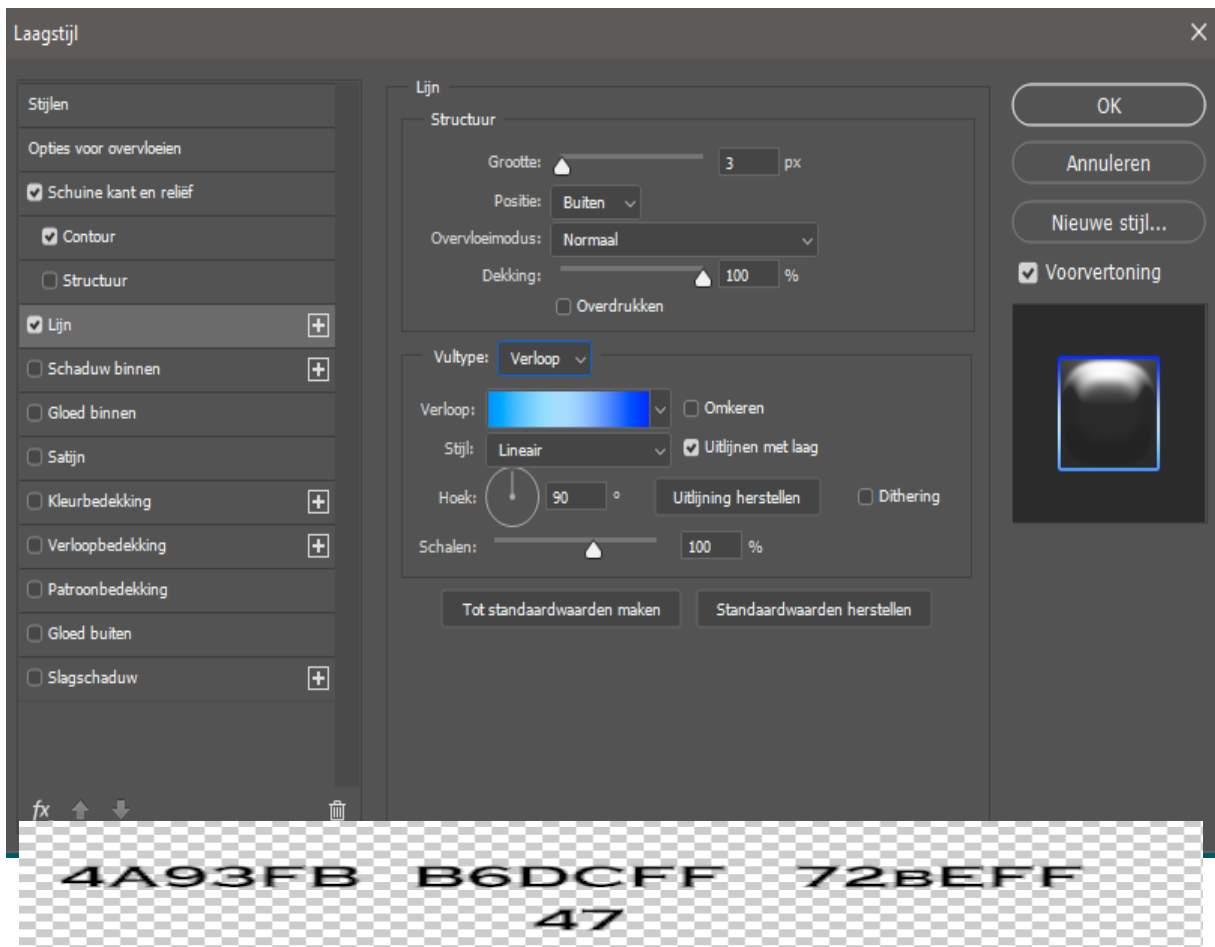 Laagstijl
Stijlen
Opties voor overvloeien
Schuine kant en reliëf
Contour
Structuur
Lijn
Schaduw binnen
Gloed binnen
Satijn
Kleurbedekking
Verloopbedekking
Patroonbedekking
Gloed buiten
Slagschaduw
fx
Lijn
Structuur
Grootte: 3 px
Positie: Buiten
Overvloeimodus: Normaal
Dekking: 100 %
Overdrukken
Vultype: Verloop
Verloop: Omkeren
Stijl: Lineair Uitlijnen met laag
Hoek: 90 ° Uitlijning herstellen Dithering
Schalen: 100 %
Tot standaardwaarden maken Standaardwaarden herstellen
OK
Annuleren
Nieuwe stijl...
Voorvertoning
4A93FB B6DCFF 72BEFF
47